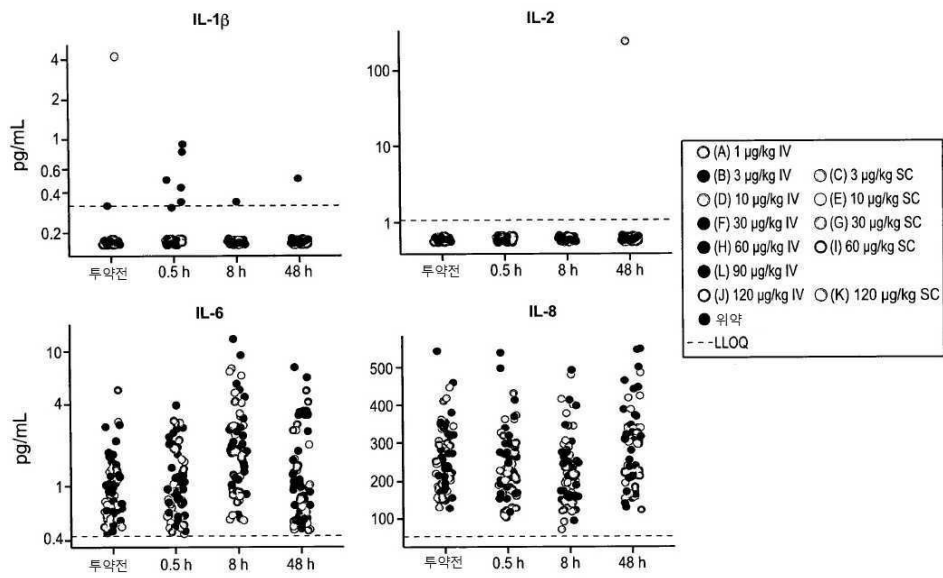 IL-1β
pg/mL
4
2
1
0.6
0.4
0.2
투약전 0.5 h 8 h 48 h
IL-2
100
10
1
투약전 0.5 h 8 h 48 h
(A) 1 µg/kg IV
(B) 3 µg/kg IV (C) 3 µg/kg SC
(D) 10 µg/kg IV (E) 10 µg/kg SC
(F) 30 µg/kg IV (G) 30 µg/kg SC
(H) 60 µg/kg IV (I) 60 µg/kg SC
(L) 90 µg/kg IV
(J) 120 µg/kg IV (K) 120 µg/kg SC
위약
LLOQ
IL-6
pg/mL
10
4
1
0.4
투약전 0.5 h 8 h 48 h
IL-8
500
400
300
200
100
투약전 0.5 h 8 h 48 h